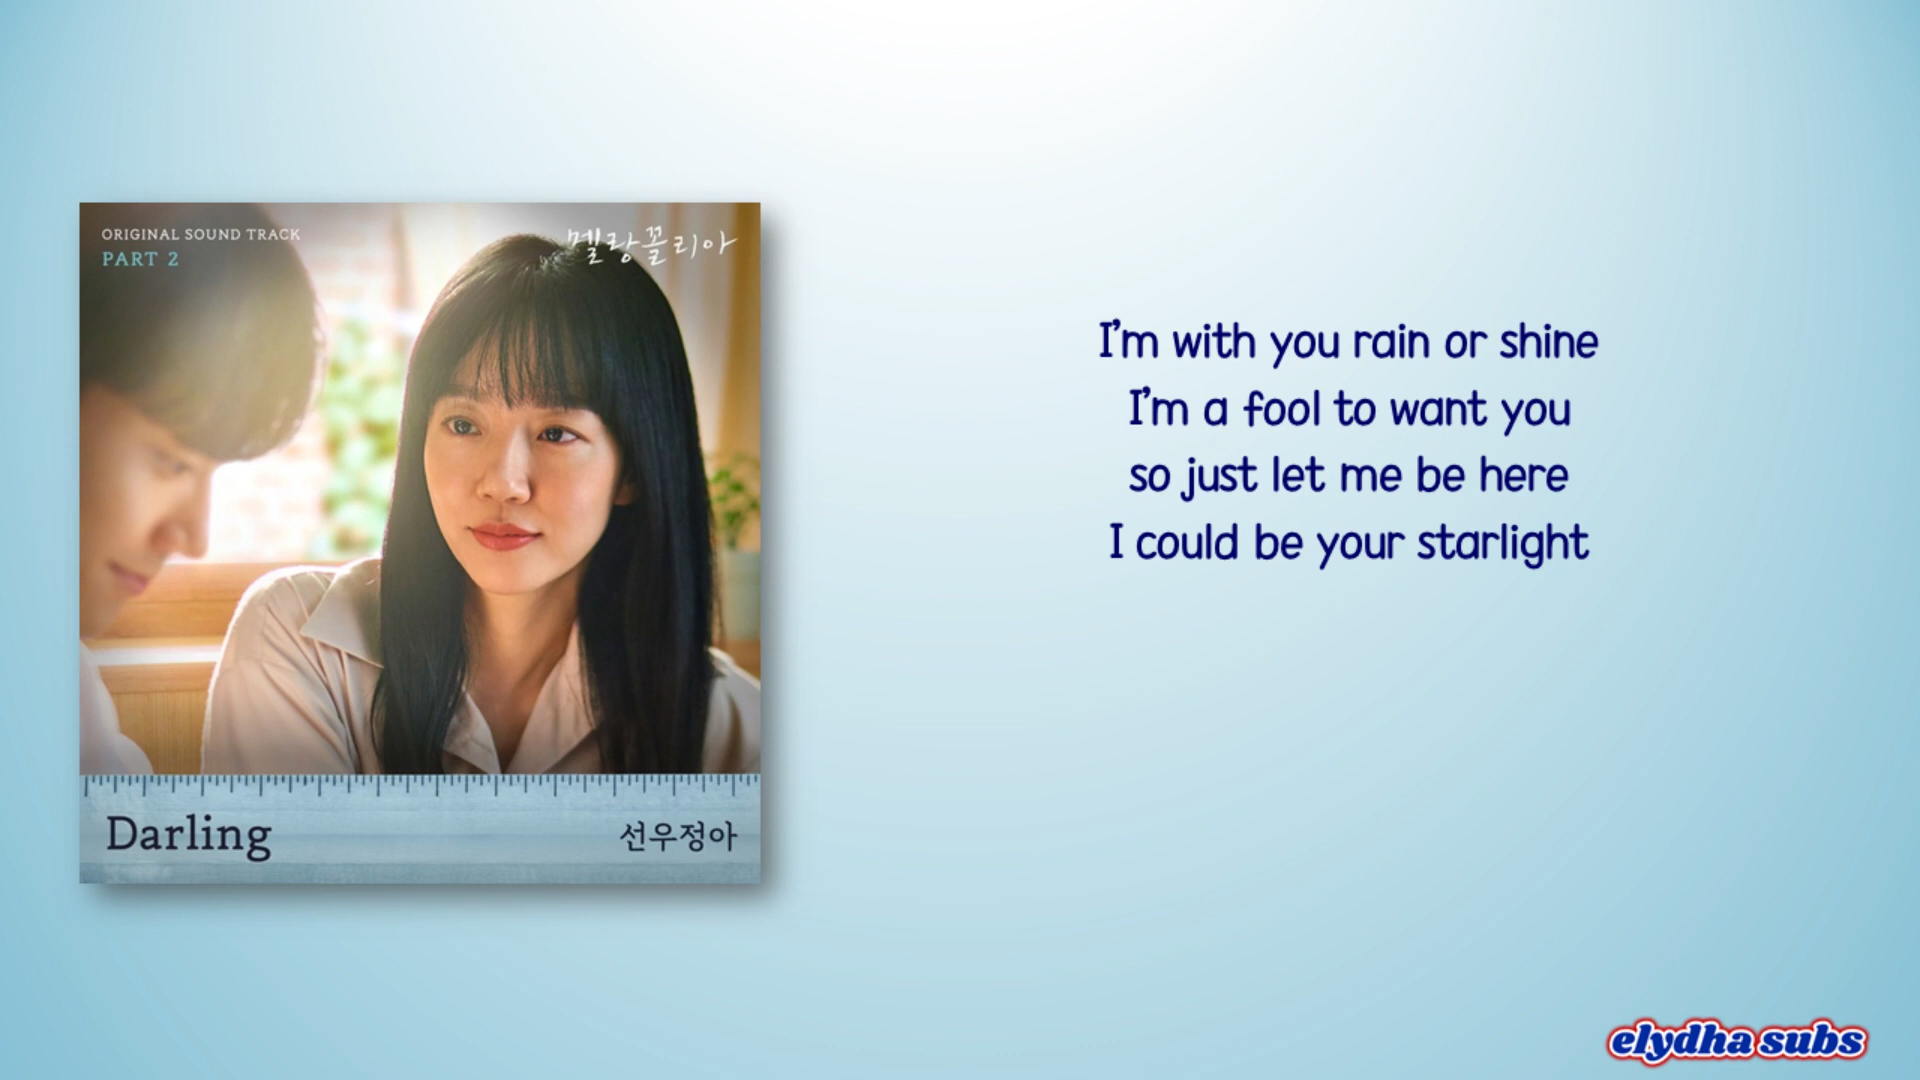 ORIGINAL SOUND TRACK
PART 2
멜랑꼴리아
Darling
선우정아
I'm with you rain or shine
I'm a fool to want you
so just let me be here
I could be your starlight
elydha subs